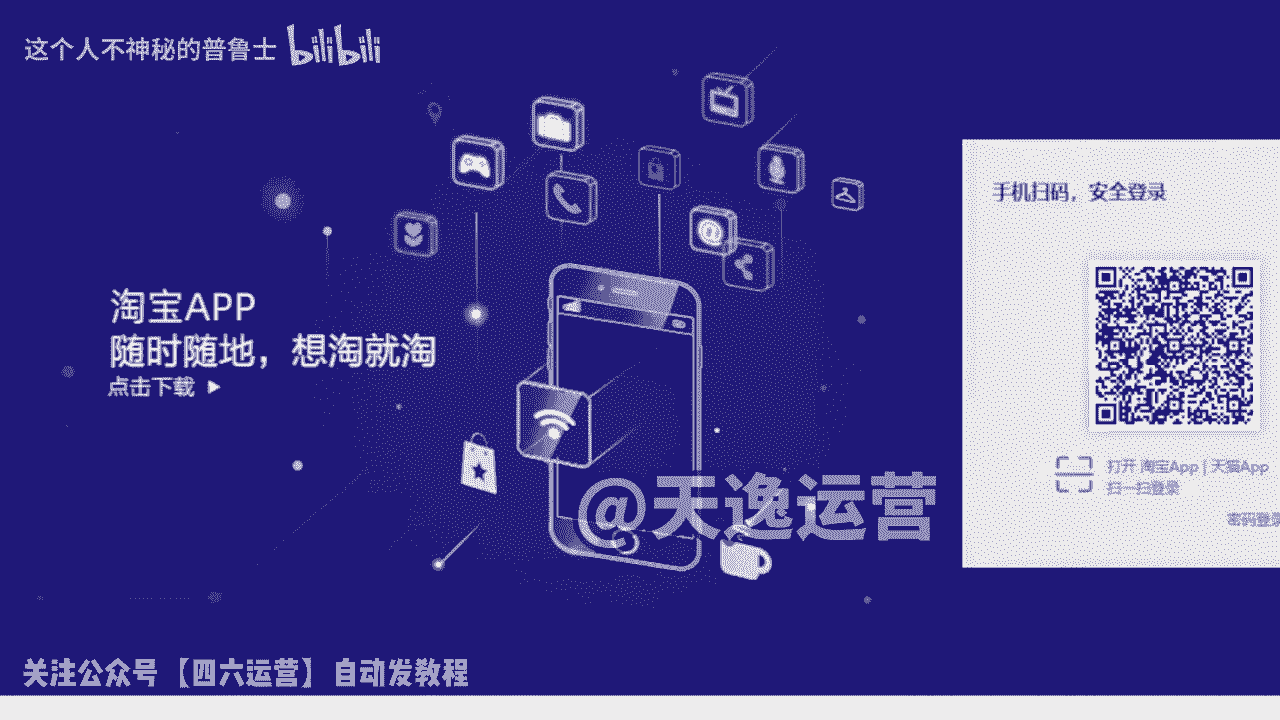 这个人不神秘的普鲁士 bilibili
手机扫码，安全登录
淘宝APP
随时随地，想淘就淘
点击下载
打开 淘宝App | 天猫App
扫一扫登录
@天逸运营
密码登录
关注公众号【四六运营】自动发教程